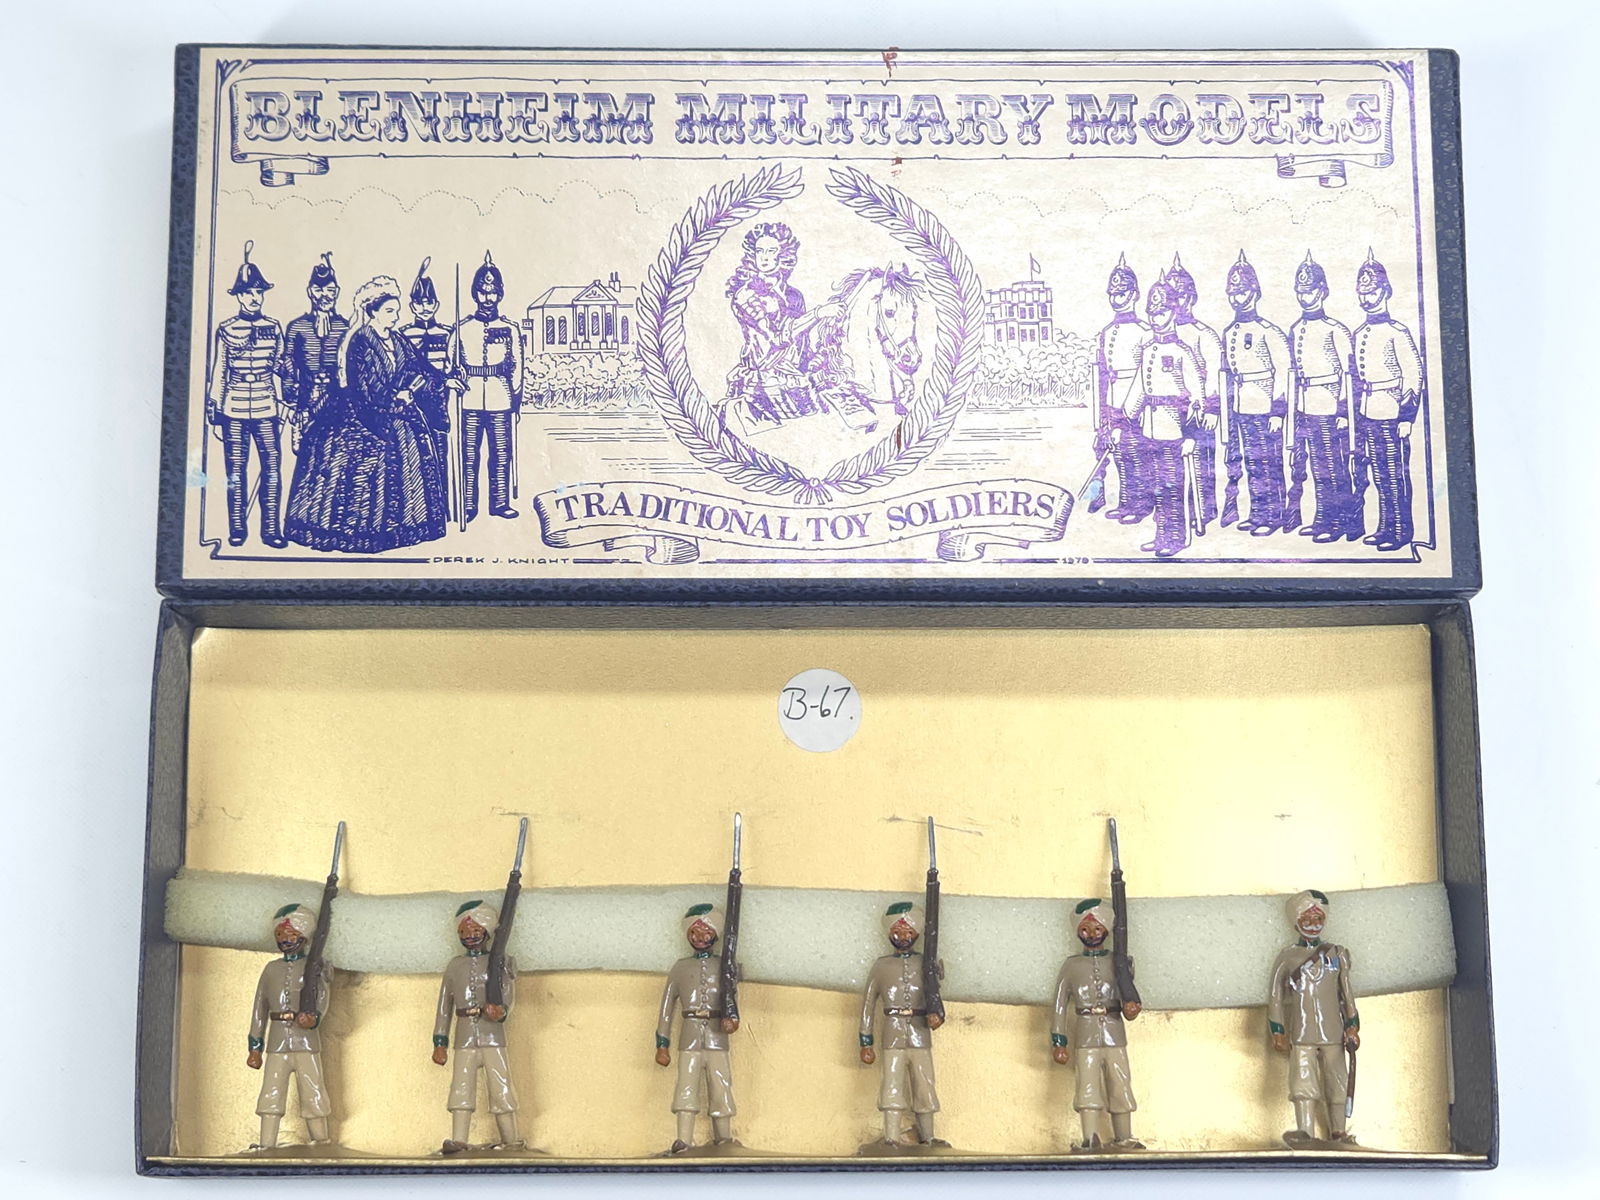 BLENHEIM MILITARY MODELS
TRADITIONAL TOY SOLDIERS
DEREK J. KNIGHT
1979
B-67.